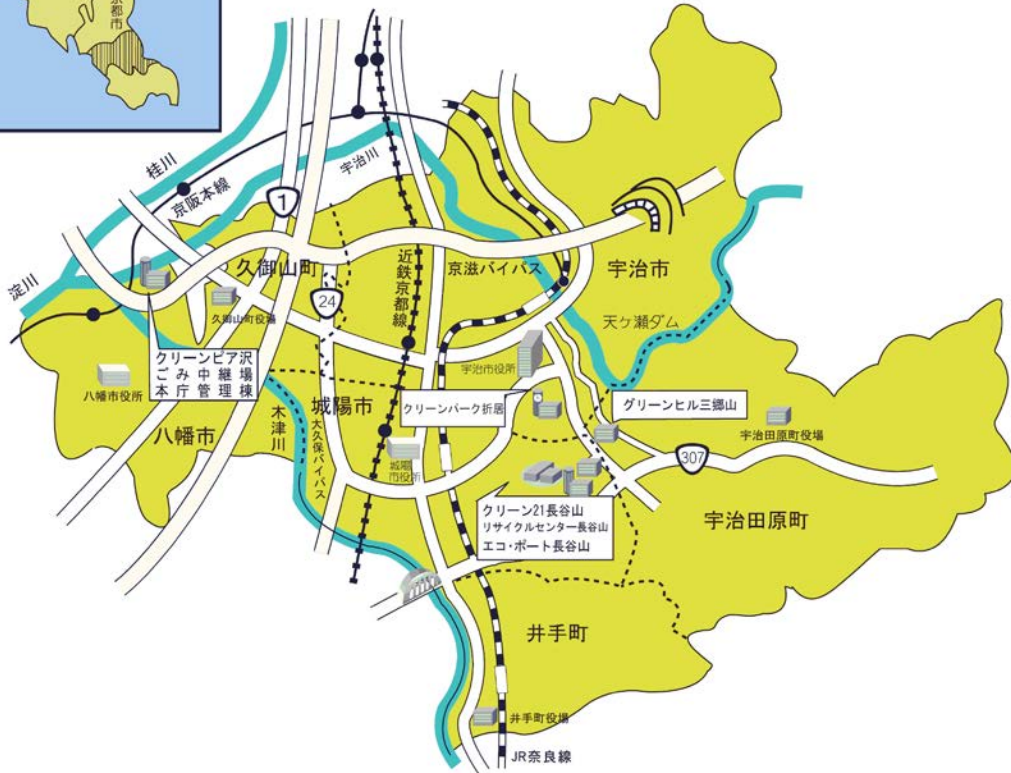 京都市
桂川
京阪本線
宇治川
淀川
1
久御山町
24
近鉄京都線
京滋バイパス
宇治市
天ヶ瀬ダム
久御山町役場
クリーンピア沢
ごみ中継場
本庁管理棟
八幡市役所
八幡市
木津川
城陽市
大久保バイパス
宇治市役所
クリーンパーク折居
グリーンヒル三郷山
宇治田原町役場
307
城陽
市役所
クリーン21長谷山
リサイクルセンター長谷山
エコ・ポート長谷山
宇治田原町
井手町
井手町役場
JR奈良線